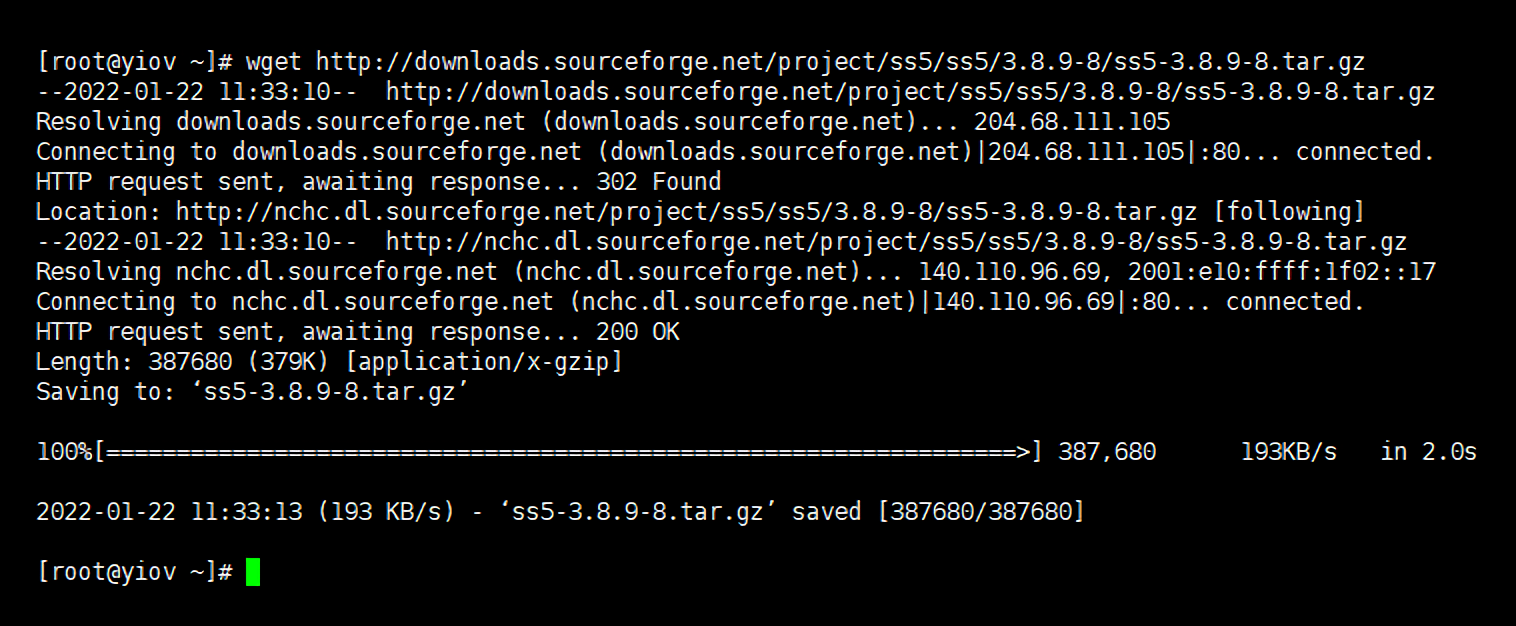 [root@yiov ~]# wget http://downloads.sourceforge.net/project/ss5/ss5/3.8.9-8/ss5-3.8.9-8.tar.gz
--2022-01-22 11:33:10--  http://downloads.sourceforge.net/project/ss5/ss5/3.8.9-8/ss5-3.8.9-8.tar.gz
Resolving downloads.sourceforge.net (downloads.sourceforge.net)... 204.68.111.105
Connecting to downloads.sourceforge.net (downloads.sourceforge.net)|204.68.111.105|:80... connected.
HTTP request sent, awaiting response... 302 Found
Location: http://nchc.dl.sourceforge.net/project/ss5/ss5/3.8.9-8/ss5-3.8.9-8.tar.gz [following]
--2022-01-22 11:33:10--  http://nchc.dl.sourceforge.net/project/ss5/ss5/3.8.9-8/ss5-3.8.9-8.tar.gz
Resolving nchc.dl.sourceforge.net (nchc.dl.sourceforge.net)... 140.110.96.69, 2001:e10:ffff:1f02::17
Connecting to nchc.dl.sourceforge.net (nchc.dl.sourceforge.net)|140.110.96.69|:80... connected.
HTTP request sent, awaiting response... 200 OK
Length: 387680 (379K) [application/x-gzip]
Saving to: ‘ss5-3.8.9-8.tar.gz’
100%[=================================================================>] 387,680      193KB/s   in 2.0s
2022-01-22 11:33:13 (193 KB/s) - ‘ss5-3.8.9-8.tar.gz’ saved [387680/387680]
[root@yiov ~]#